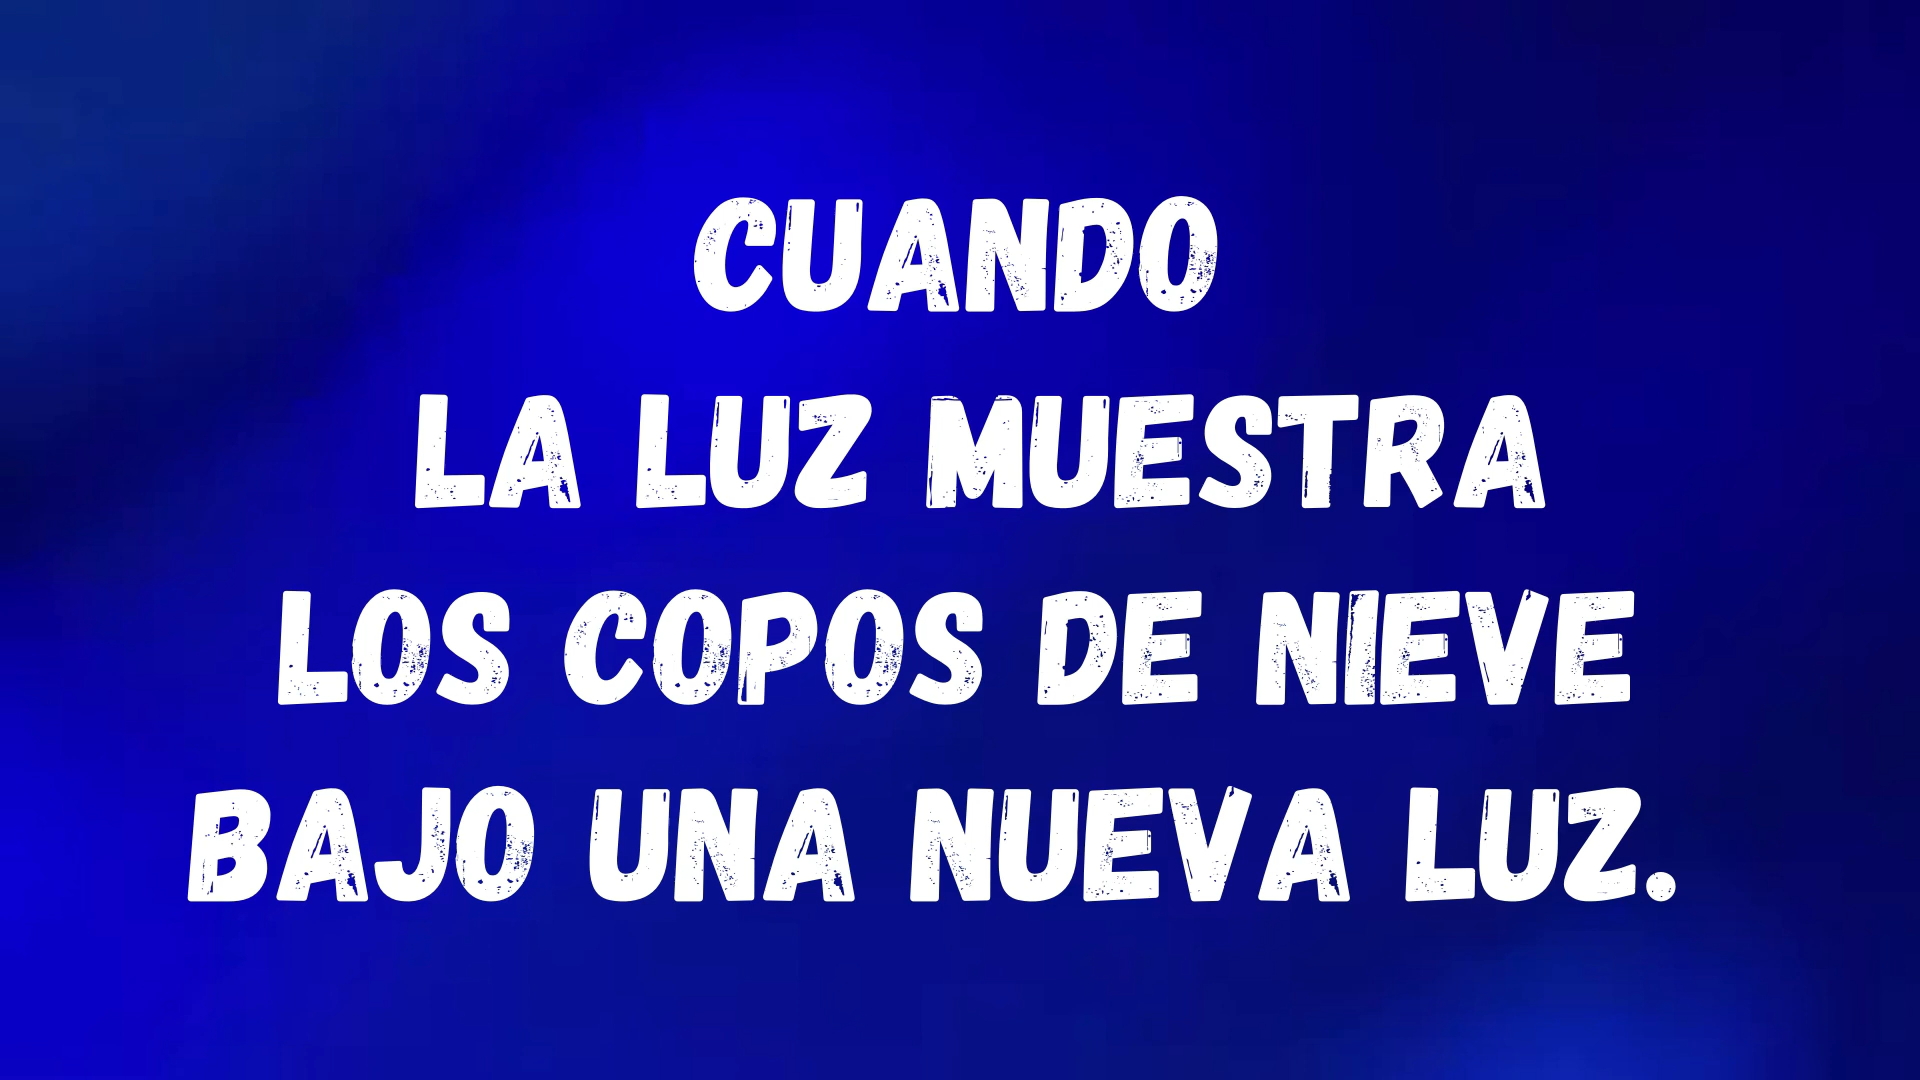 CUANDO
LA LUZ MUESTRA
LOS COPOS DE NIEVE
BAJO UNA NUEVA LUZ.